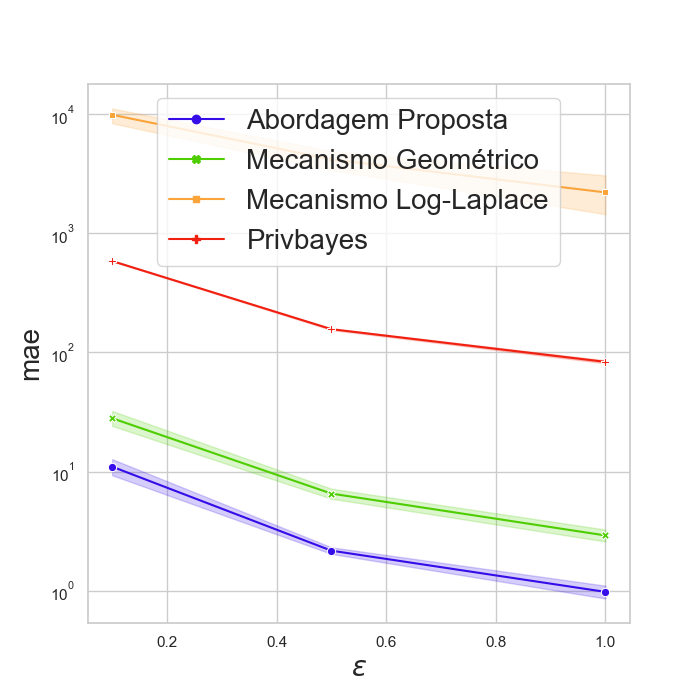 10^4
10^3
10^2
10^1
10^0
mae
Abordagem Proposta
Mecanismo Geométrico
Mecanismo Log-Laplace
Privbayes
0.2 0.4 0.6 0.8 1.0
ε